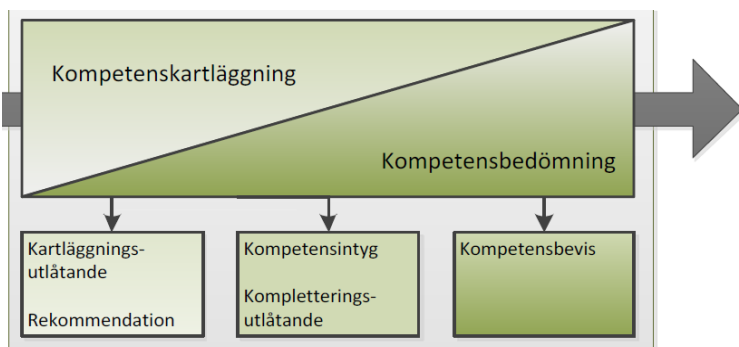 Kompetenskartläggning
Kompetensbedömning
Kartläggnings-
utlåtande
Rekommendation
Kompetensintyg
Kompletterings-
utlåtande
Kompetensbevis